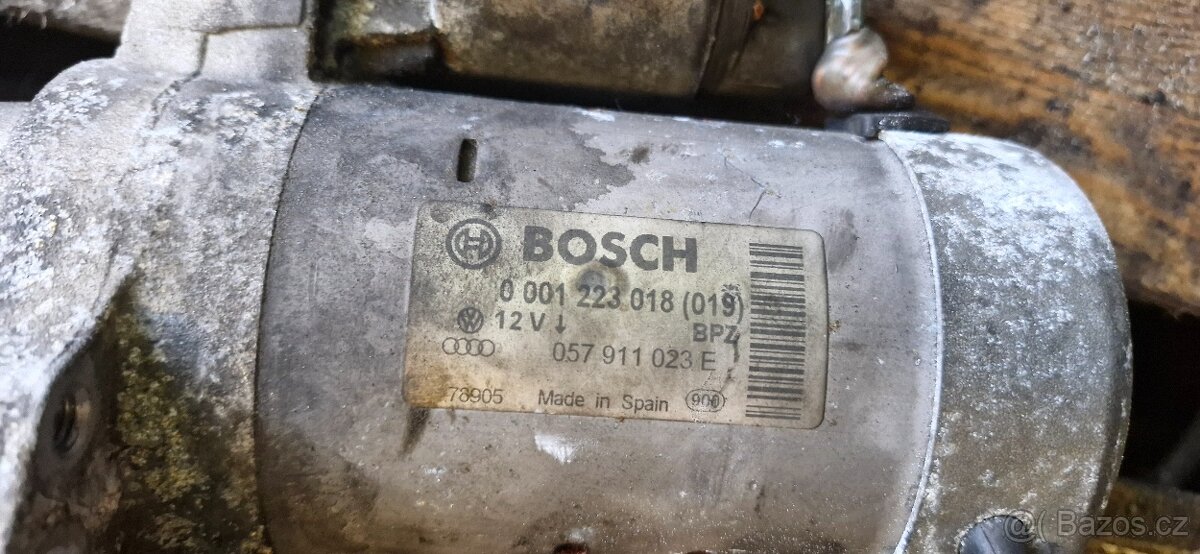 BOSCH
0 001 223 018 (019)
12 V ↓ BPZ
057 911 023 E
78905 Made in Spain 900
@( Bazos.cz